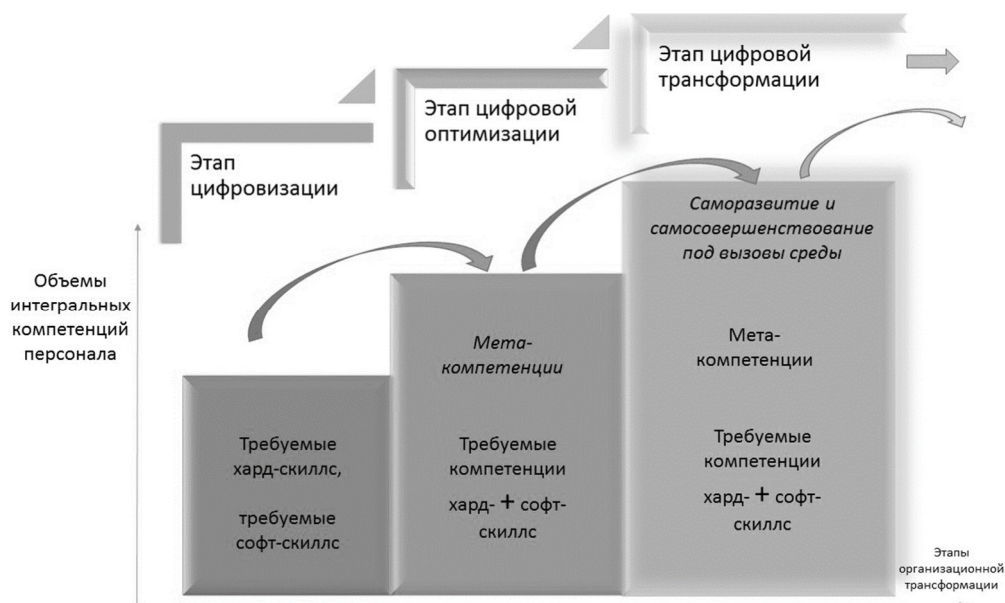 Этап цифровой
трансформации
Этап цифровой
оптимизации
Этап
цифровизации
Объемы
интегральных
компетенций
персонала
Требуемые
хард-скиллс,
требуемые
софт-скиллс
Мета-
компетенции
Требуемые
компетенции
хард- + софт-
скиллс
Саморазвитие и
самосовершенствование
под вызовы среды
Мета-
компетенции
Требуемые
компетенции
хард- + софт-
скиллс
Этапы
организационной
трансформации